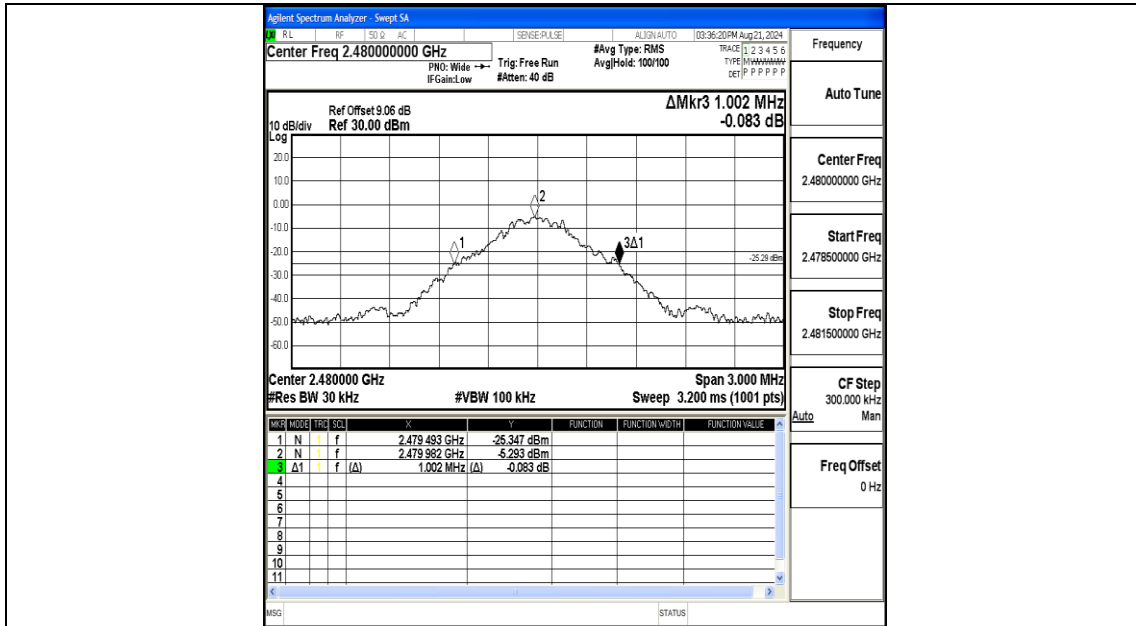 Agilent Spectrum Analyzer - Swept SA
RL RF 50 Ω AC SENSE:PULSE ALIGN AUTO 03:36:20 PM Aug 21, 2024
Center Freq 2.480000000 GHz
PNO: Wide
IFGain:Low
Trig: Free Run
#Atten: 40 dB
#Avg Type: RMS
Avg|Hold: 100/100
TRACE 1 2 3 4 5 6
TYPE MWWWWW
DET P P P P P P
ΔMkr3 1.002 MHz
-0.083 dB
Ref Offset 9.06 dB
10 dB/div Ref 30.00 dBm
Log
20.0
10.0
0.00
-10.0
-20.0
-30.0
-40.0
-50.0
-60.0
1
2
3Δ1
-25.29 dBm
Center 2.480000 GHz Span 3.000 MHz
#Res BW 30 kHz #VBW 100 kHz Sweep 3.200 ms (1001 pts)
MKR MODE TRC SCL X Y FUNCTION FUNCTION WIDTH FUNCTION VALUE
1 N 1 f 2.479 493 GHz -25.347 dBm
2 N 1 f 2.479 982 GHz -5.293 dBm
3 Δ1 1 f (Δ) 1.002 MHz (Δ) -0.083 dB
4
5
6
7
8
9
10
11
MSG STATUS
Frequency
Auto Tune
Center Freq
2.480000000 GHz
Start Freq
2.478500000 GHz
Stop Freq
2.481500000 GHz
CF Step
300.000 kHz
Auto Man
Freq Offset
0 Hz